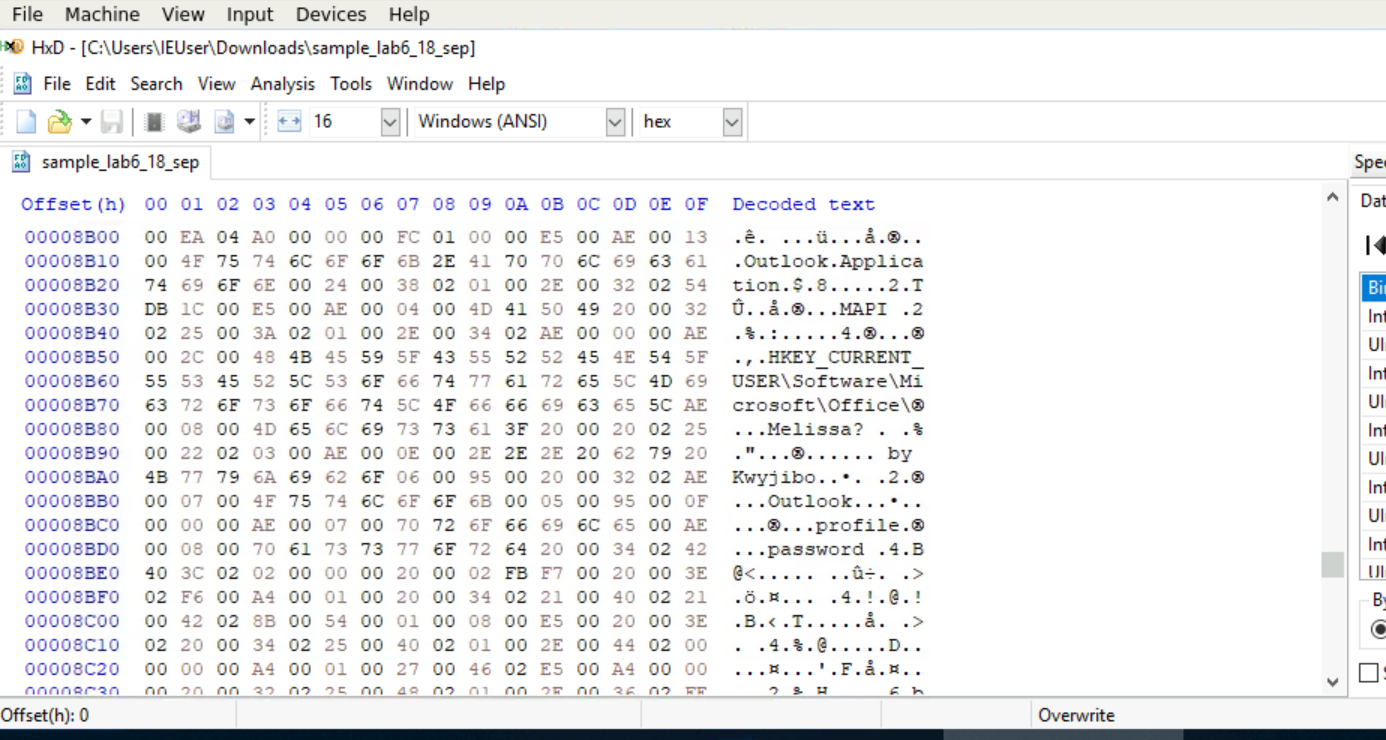 File Machine View Input Devices Help
HxD - [C:\Users\IEUser\Downloads\sample_lab6_18_sep]
File Edit Search View Analysis Tools Window Help
16 Windows (ANSI) hex
sample_lab6_18_sep
Offset(h) 00 01 02 03 04 05 06 07 08 09 0A 0B 0C 0D 0E 0F Decoded text
00008B00 00 EA 04 A0 00 00 00 FC 01 00 00 E5 00 AE 00 13 .ê. ...ü...å.®..
00008B10 00 4F 75 74 6C 6F 6F 6B 2E 41 70 70 6C 69 63 61 .Outlook.Applica
00008B20 74 69 6F 6E 00 24 00 38 02 01 00 2E 00 32 02 54 tion.$.8.....2.T
00008B30 DB 1C 00 E5 00 AE 00 04 00 4D 41 50 49 20 00 32 Û..å.®...MAPI .2
00008B40 02 25 00 3A 02 01 00 2E 00 34 02 AE 00 00 00 AE .%.:.....4.®...®
00008B50 00 2C 00 48 4B 45 59 5F 43 55 52 52 45 4E 54 5F .,.HKEY_CURRENT_
00008B60 55 53 45 52 5C 53 6F 66 74 77 61 72 65 5C 4D 69 USER\Software\Mi
00008B70 63 72 6F 73 6F 66 74 5C 4F 66 66 69 63 65 5C AE crosoft\Office\®
00008B80 00 08 00 4D 65 6C 69 73 73 61 3F 20 00 20 02 25 ...Melissa? . .%
00008B90 00 22 02 03 00 AE 00 0E 00 2E 2E 2E 20 62 79 20 ."...®...... by
00008BA0 4B 77 79 6A 69 62 6F 06 00 95 00 20 00 32 02 AE Kwyjibo..•. .2.®
00008BB0 00 07 00 4F 75 74 6C 6F 6F 6B 00 05 00 95 00 0F ...Outlook...•..
00008BC0 00 00 00 AE 00 07 00 70 72 6F 66 69 6C 65 00 AE ...®...profile.®
00008BD0 00 08 00 70 61 73 73 77 6F 72 64 20 00 34 02 42 ...password .4.B
00008BE0 40 3C 02 02 00 00 00 20 00 02 FB F7 00 20 00 3E @<..... ..û÷. .>
00008BF0 02 F6 00 A4 00 01 00 20 00 34 02 21 00 40 02 21 .ö.¤... .4.!.@.!
00008C00 00 42 02 8B 00 54 00 01 00 08 00 E5 00 20 00 3E .B.‹.T.....å. .>
00008C10 02 20 00 34 02 25 00 40 02 01 00 2E 00 44 02 00 . .4.%.@.....D..
00008C20 00 00 00 A4 00 01 00 27 00 46 02 E5 00 A4 00 00 ...¤...'.F.å.¤..
00008C30 00 20 00 32 02 25 00 48 02 01 00 2E 00 36 02
Offset(h): 0 Overwrite